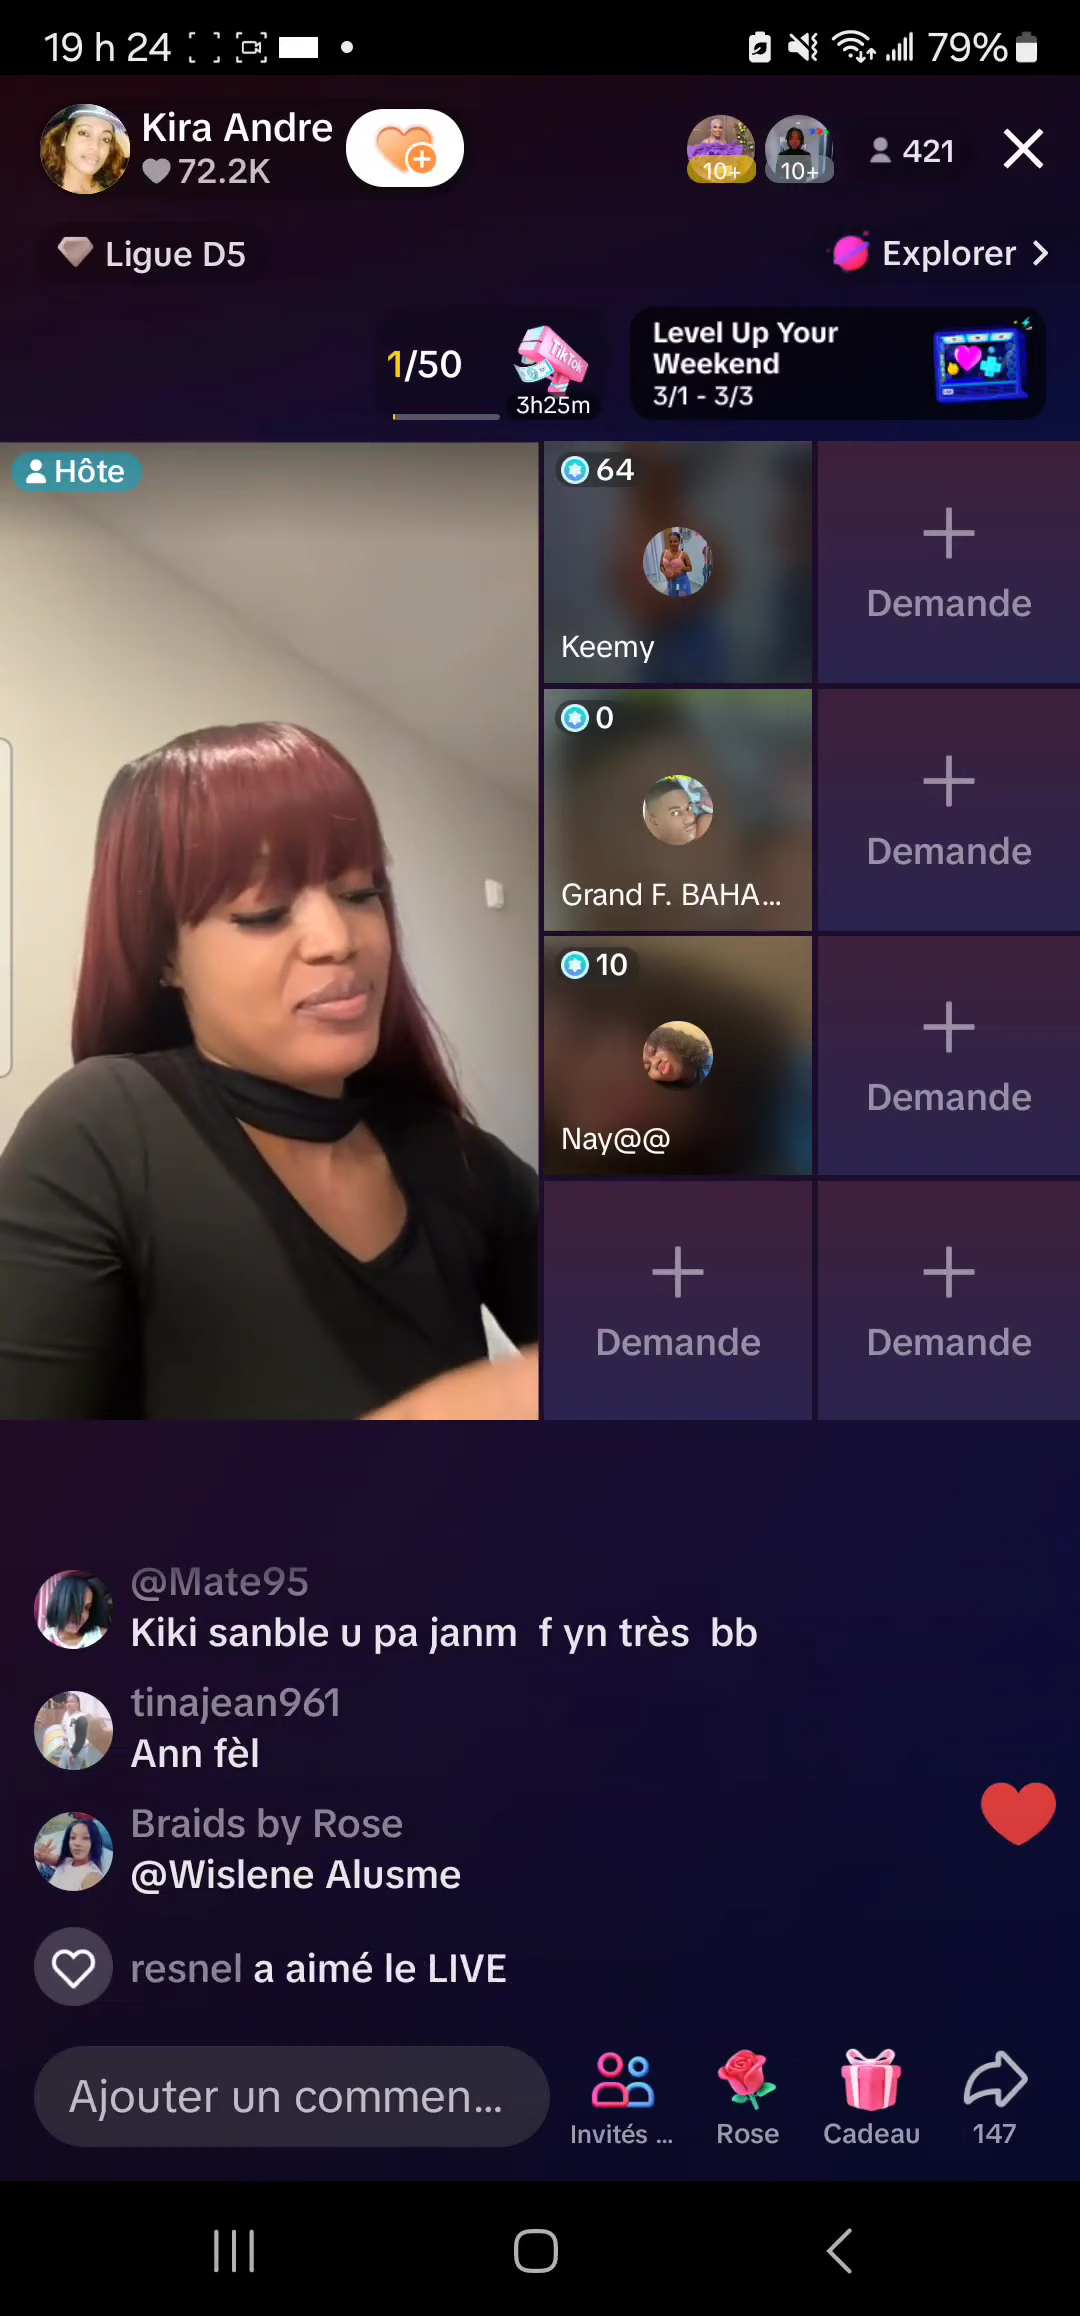 19 h 24
79%
Kira Andre
72.2K
10+
10+
421
Ligue D5
Explorer
1/50
TikTok
3h25m
Level Up Your
Weekend
3/1 - 3/3
Hôte
64
Keemy
Demande
0
Grand F. BAHA...
Demande
10
Nay@@
Demande
Demande
Demande
@Mate95
Kiki sanble u pa janm f yn très bb
tinajean961
Ann fèl
Braids by Rose
@Wislene Alusme
resnel a aimé le LIVE
Ajouter un commen...
Invités ...
Rose
Cadeau
147